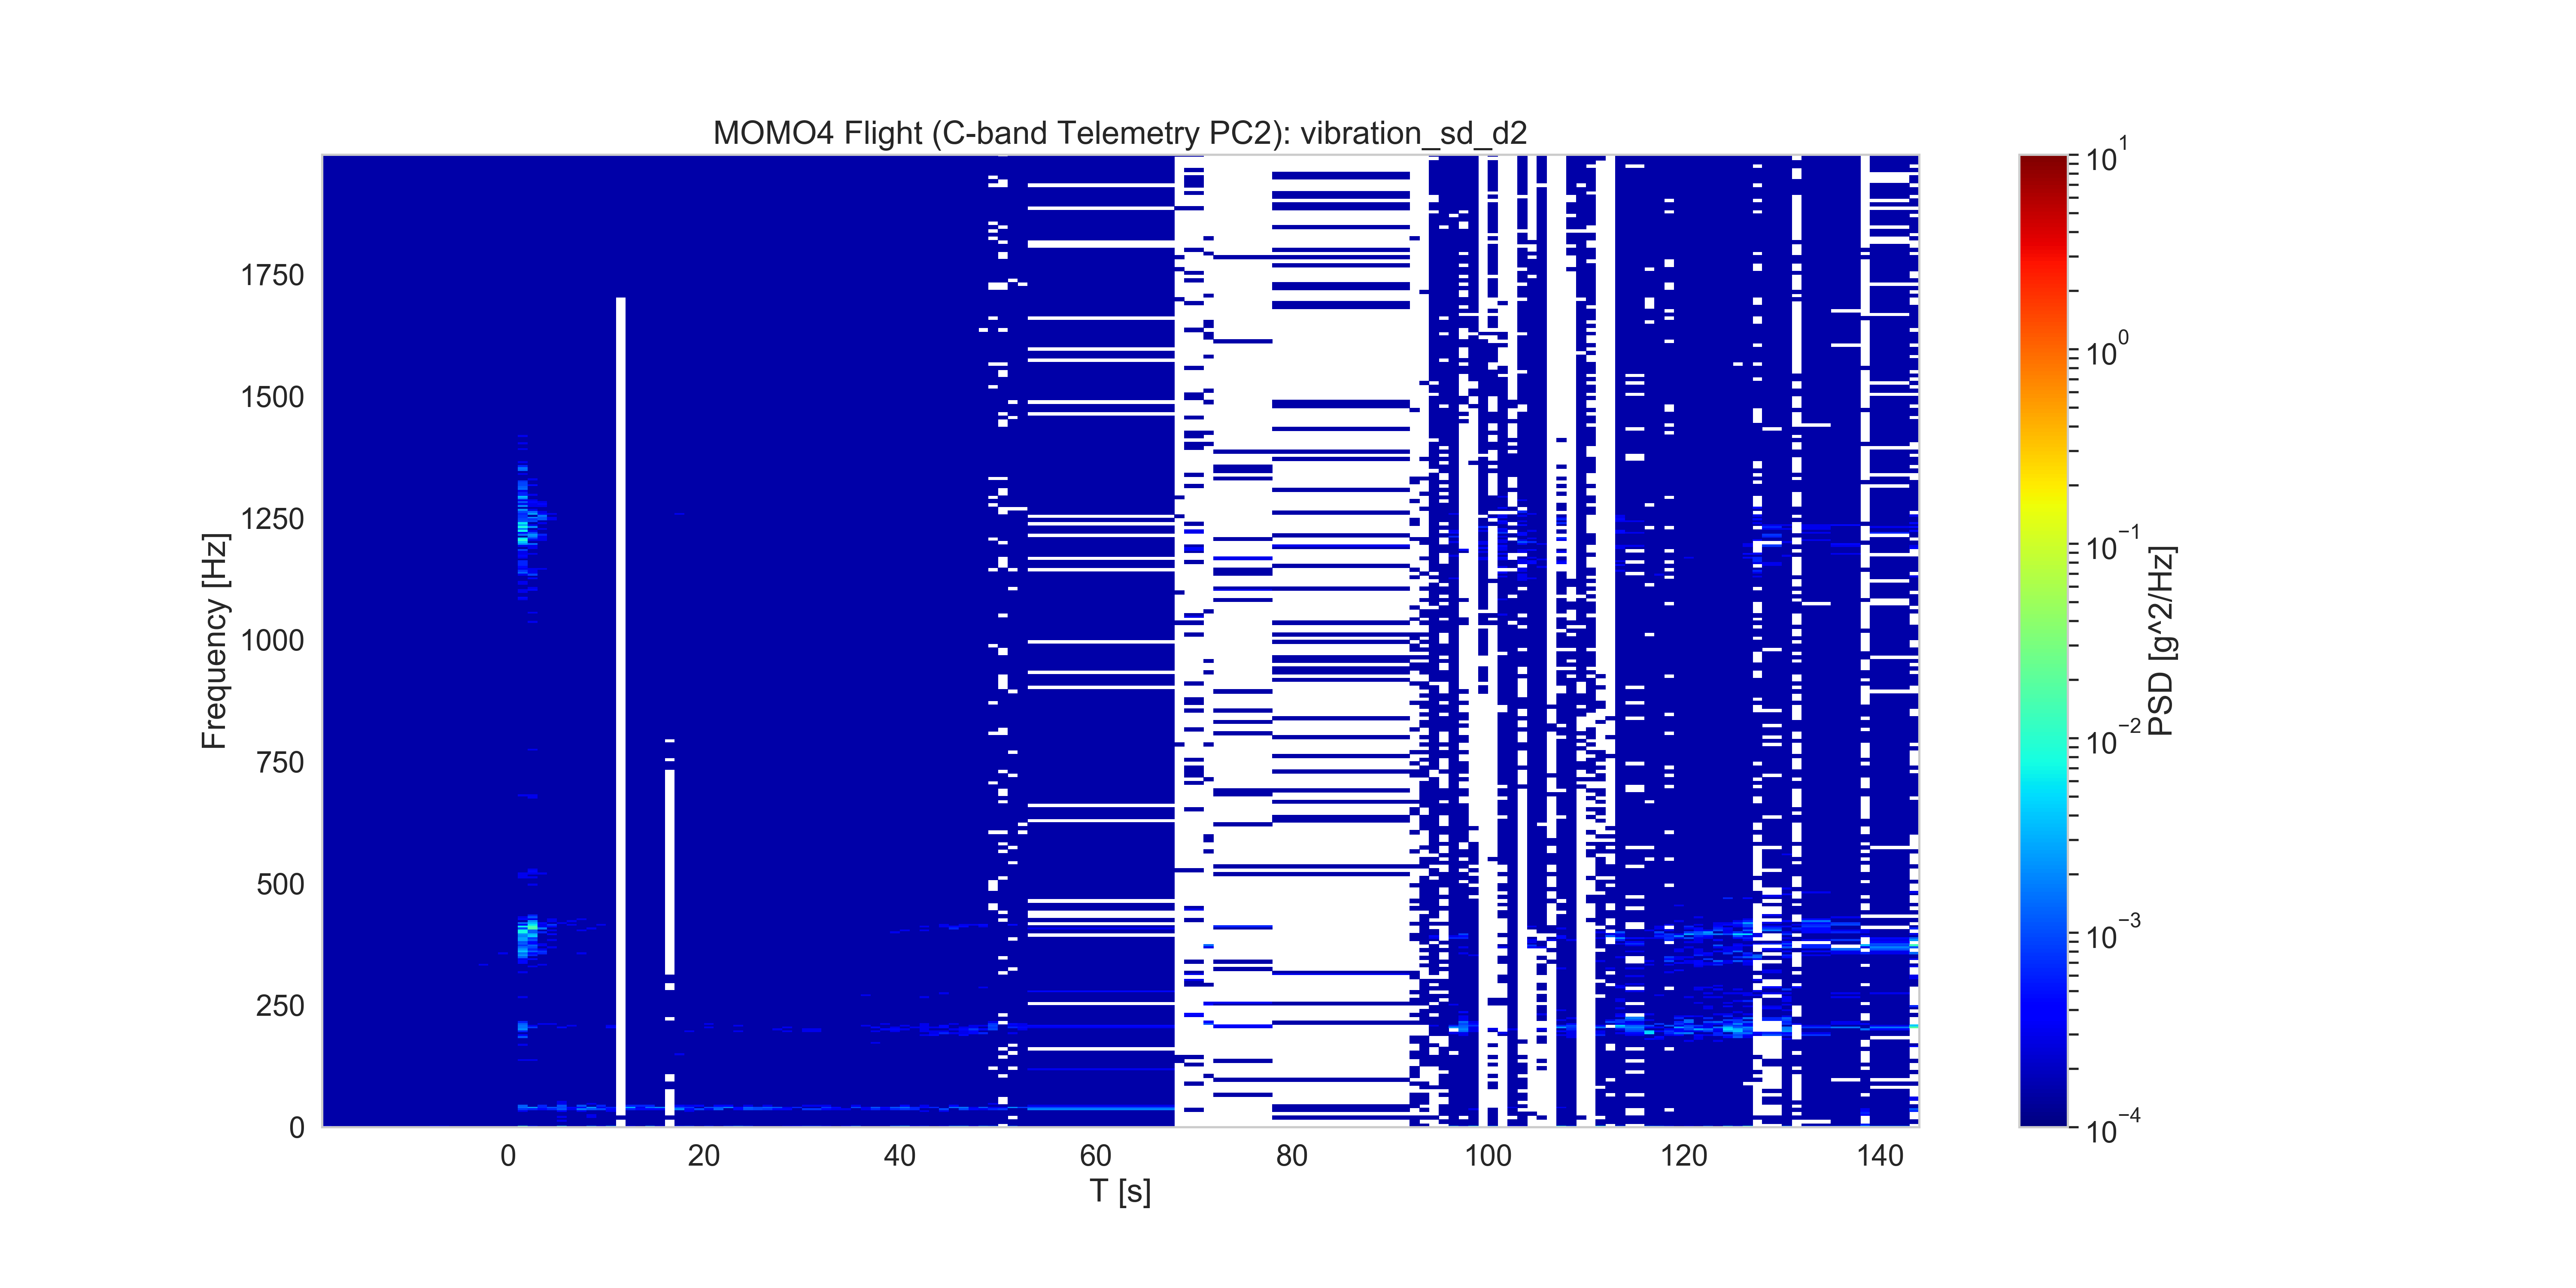 MOMO4 Flight (C-band Telemetry PC2): vibration_sd_d2
1750
1500
1250
1000
750
500
250
0
Frequency [Hz]
0 20 40 60 80 100 120 140
T [s]
10^1
10^0
10^−1
10^−2
10^−3
10^−4
PSD [g^2/Hz]